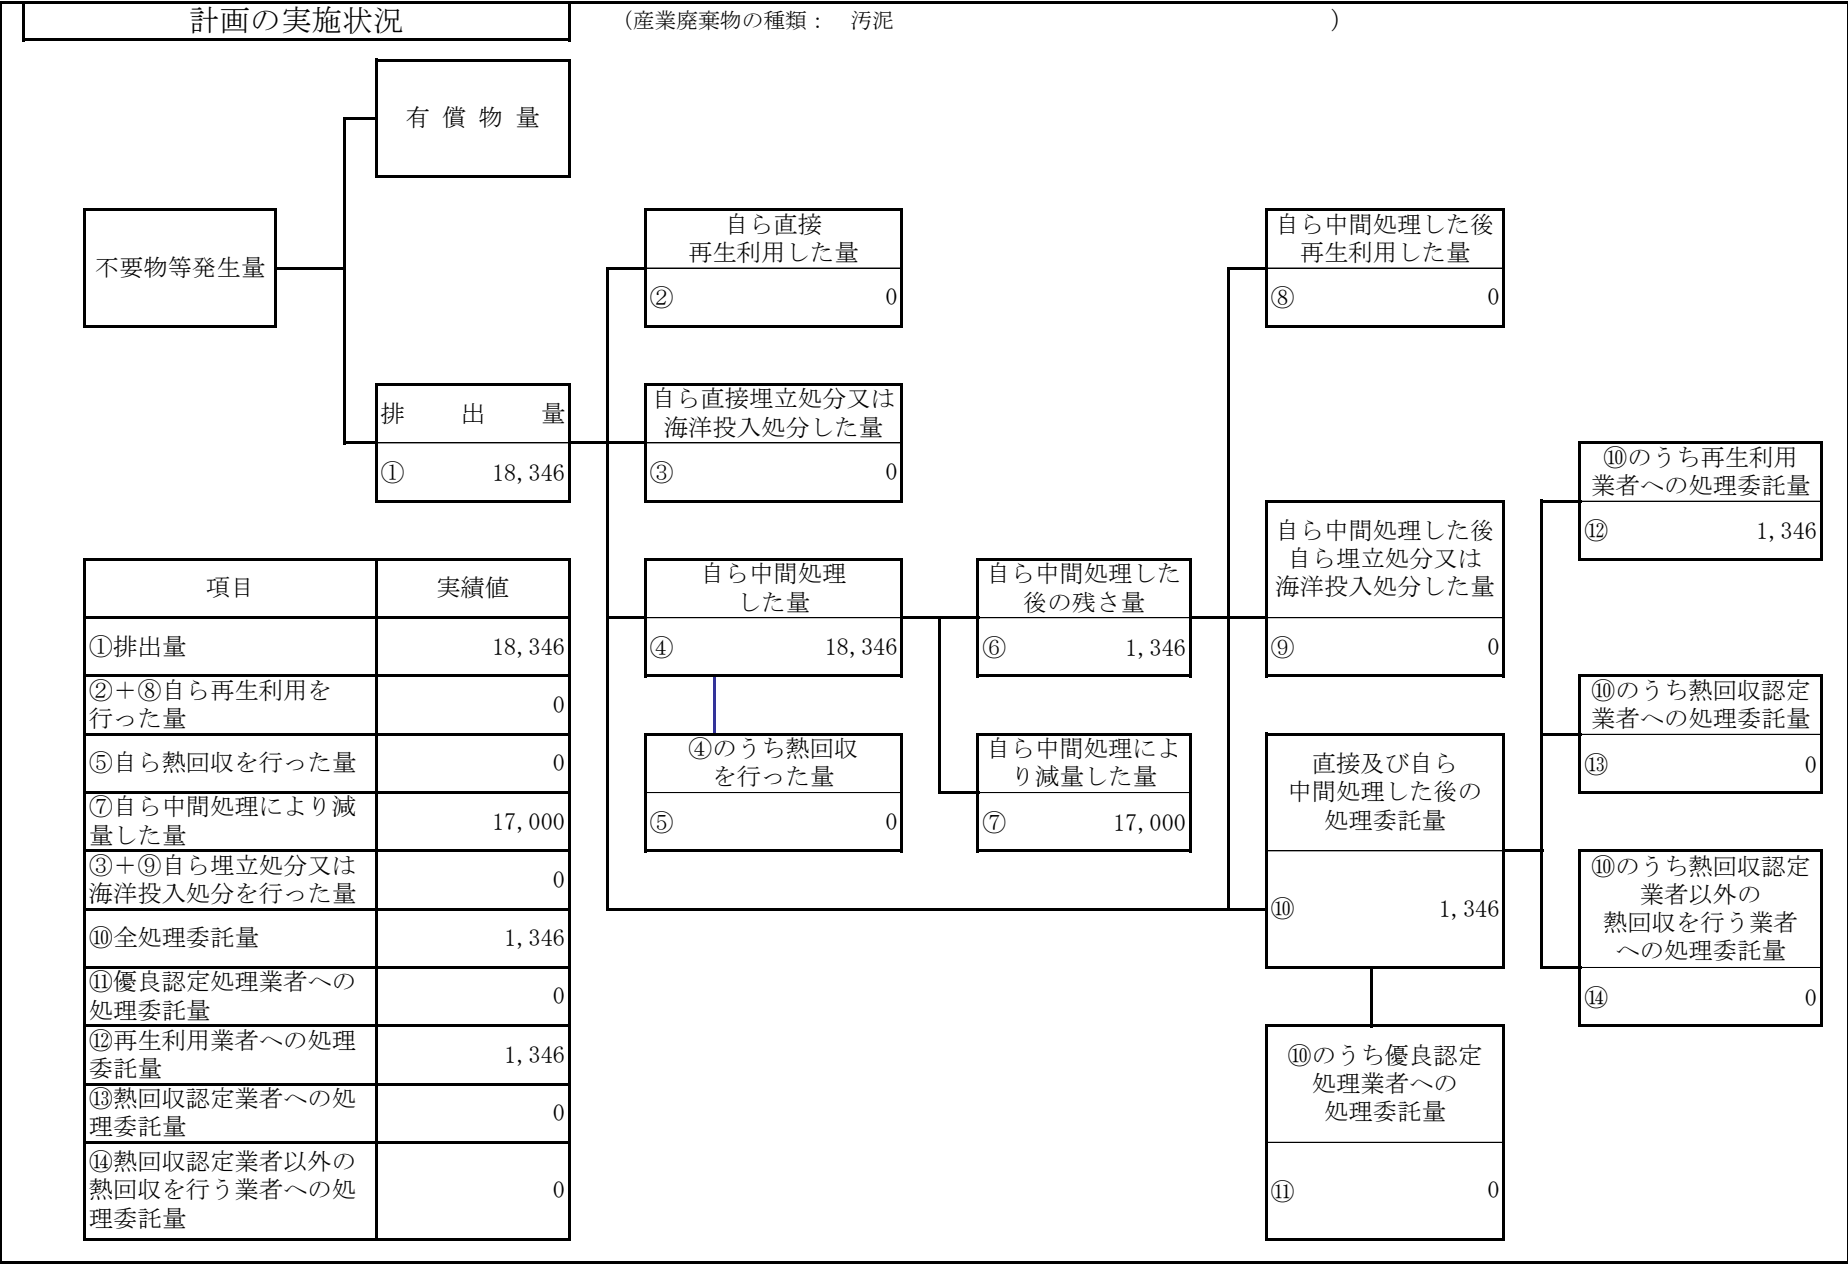 計画の実施状況
（産業廃棄物の種類： 汚泥 ）
有 償 物 量
不要物等発生量
自ら直接
再生利用した量
② 0
自ら中間処理した後
再生利用した量
⑧ 0
排 出 量
① 18,346
自ら直接埋立処分又は
海洋投入処分した量
③ 0
⑩のうち再生利用
業者への処理委託量
⑫ 1,346
自ら中間処理
した量
④ 18,346
自ら中間処理した
後の残さ量
⑥ 1,346
自ら中間処理した後
自ら埋立処分又は
海洋投入処分した量
⑨ 0
⑩のうち熱回収認定
業者への処理委託量
⑬ 0
④のうち熱回収
を行った量
⑤ 0
自ら中間処理によ
り減量した量
⑦ 17,000
直接及び自ら
中間処理した後の
処理委託量
⑩ 1,346
⑩のうち熱回収認定
業者以外の
熱回収を行う業者
への処理委託量
⑭ 0
⑩のうち優良認定
処理業者への
処理委託量
⑪ 0
項目 実績値
①排出量 18,346
②＋⑧自ら再生利用を
行った量 0
⑤自ら熱回収を行った量 0
⑦自ら中間処理により減
量した量 17,000
③＋⑨自ら埋立処分又は
海洋投入処分を行った量 0
⑩全処理委託量 1,346
⑪優良認定処理業者への
処理委託量 0
⑫再生利用業者への処理
委託量 1,346
⑬熱回収認定業者への処
理委託量 0
⑭熱回収認定業者以外の
熱回収を行う業者への処
理委託量 0